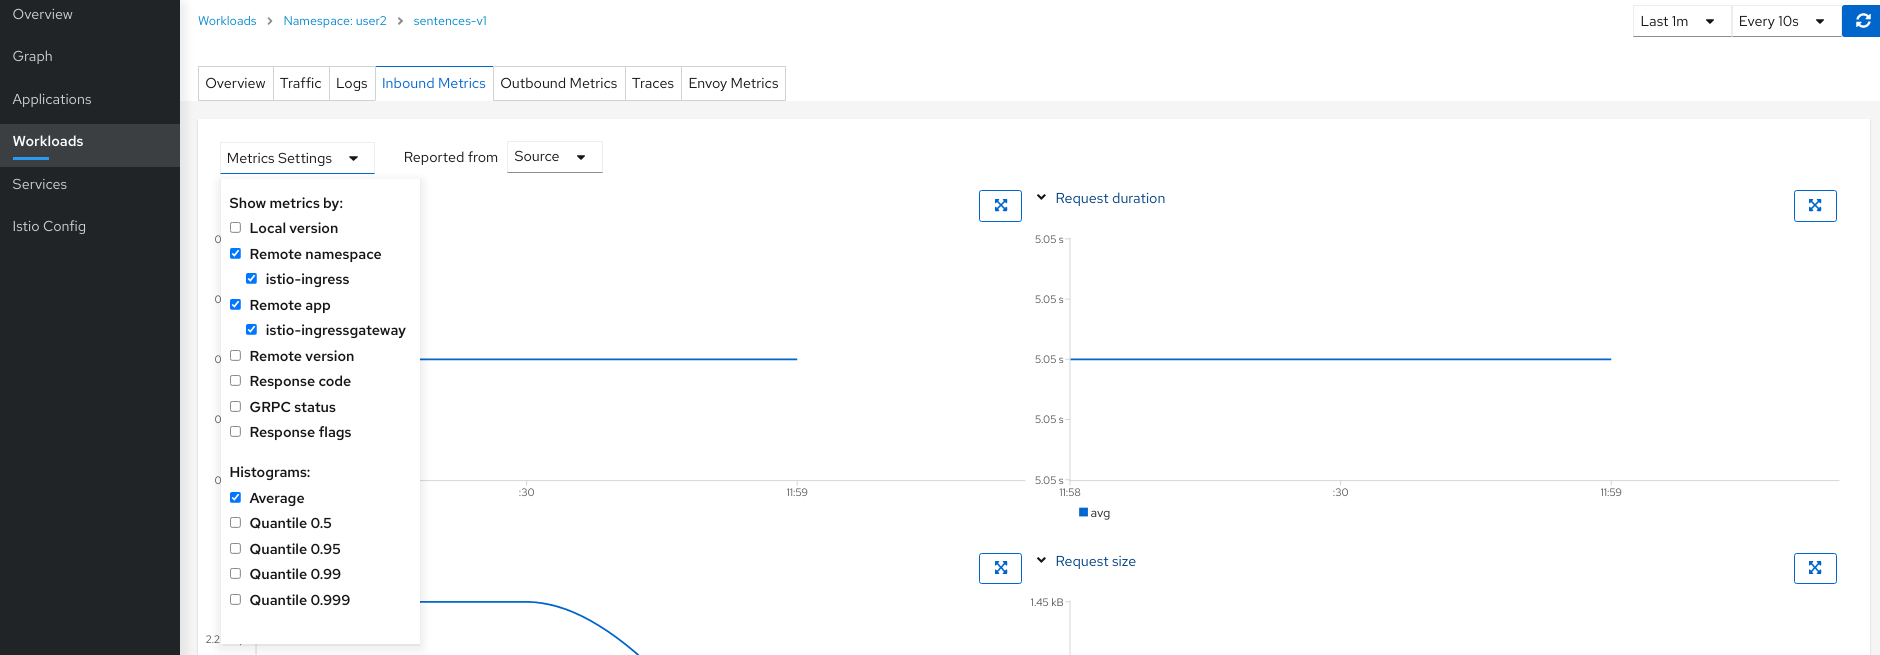 Overview
Graph
Applications
Workloads
Services
Istio Config
Workloads > Namespace: user2 > sentences-v1
Last 1m
Every 10s
Overview
Traffic
Logs
Inbound Metrics
Outbound Metrics
Traces
Envoy Metrics
Metrics Settings
Reported from
Source
Show metrics by:
Local version
Remote namespace
istio-ingress
Remote app
istio-ingressgateway
Remote version
Response code
GRPC status
Response flags
Histograms:
Average
Quantile 0.5
Quantile 0.95
Quantile 0.99
Quantile 0.999
0
0
0
0
0
:30
11:59
Request duration
5.05 s
5.05 s
5.05 s
5.05 s
5.05 s
11:58
:30
11:59
avg
2.2
Request size
1.45 kB